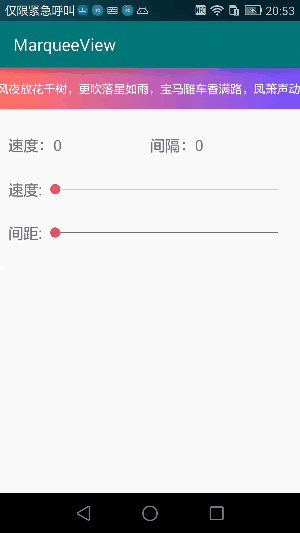 仅限紧急呼叫 20:53
MarqueeView
风夜放花千树，更吹落星如雨，宝马雕车香满路，凤箫声动
速度：0 间隔：0
速度:
间距: